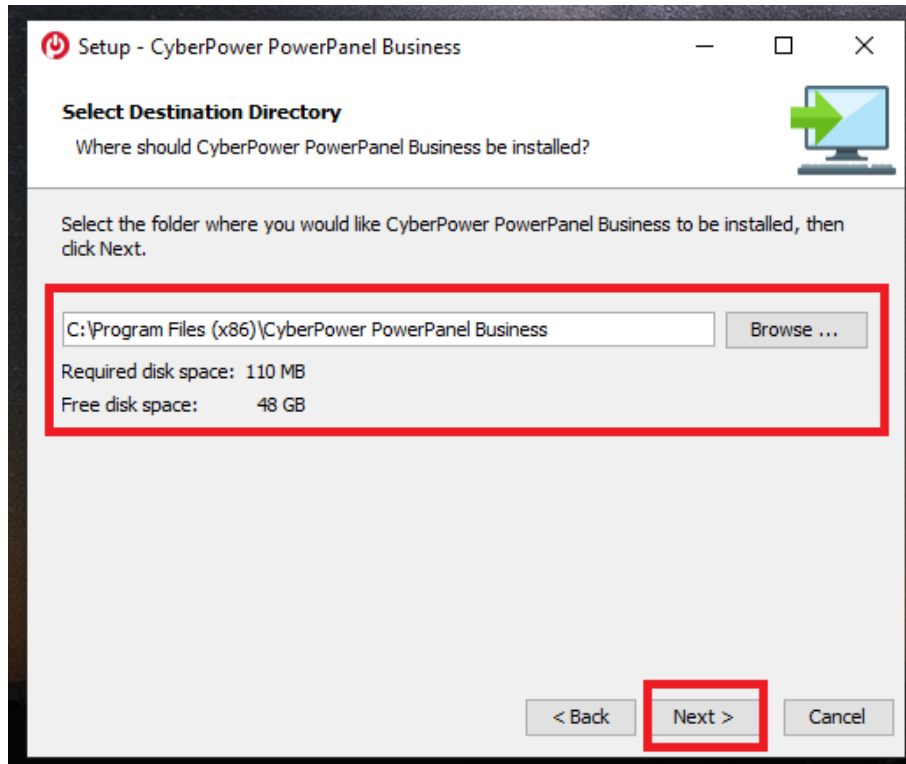 Setup - CyberPower PowerPanel Business
Select Destination Directory
Where should CyberPower PowerPanel Business be installed?
Select the folder where you would like CyberPower PowerPanel Business to be installed, then
click Next.
C:\Program Files (x86)\CyberPower PowerPanel Business
Browse ...
Required disk space: 110 MB
Free disk space: 48 GB
< Back
Next >
Cancel